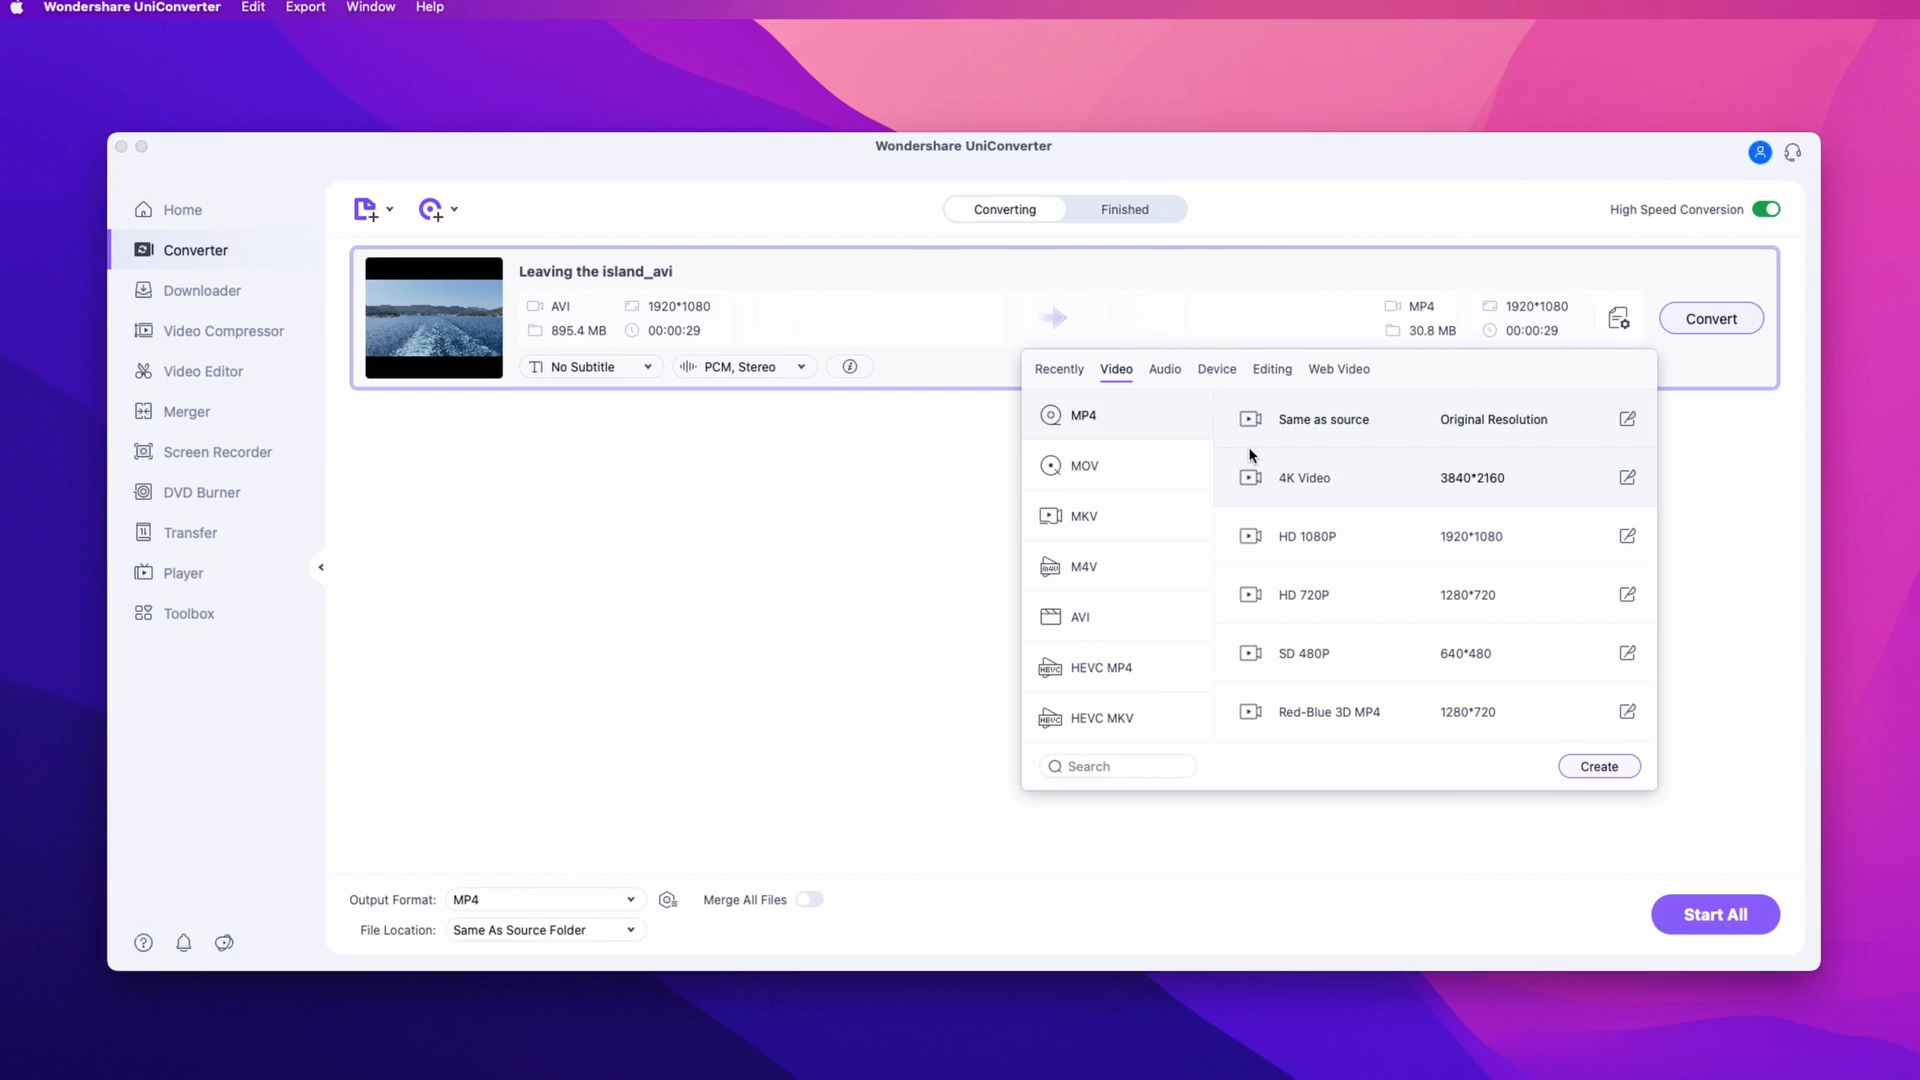 Wondershare UniConverter Edit Export Window Help
Wondershare UniConverter
Home
Converter
Downloader
Video Compressor
Video Editor
Merger
Screen Recorder
DVD Burner
Transfer
Player
Toolbox
Converting Finished
High Speed Conversion
Leaving the island_avi
AVI 1920*1080
895.4 MB 00:00:29
MP4 1920*1080
30.8 MB 00:00:29
Convert
No Subtitle
PCM, Stereo
Recently Video Audio Device Editing Web Video
MP4
MOV
MKV
M4V
AVI
HEVC MP4
HEVC MKV
Same as source Original Resolution
4K Video 3840*2160
HD 1080P 1920*1080
HD 720P 1280*720
SD 480P 640*480
Red-Blue 3D MP4 1280*720
Search
Create
Output Format: MP4
Merge All Files
File Location: Same As Source Folder
Start All